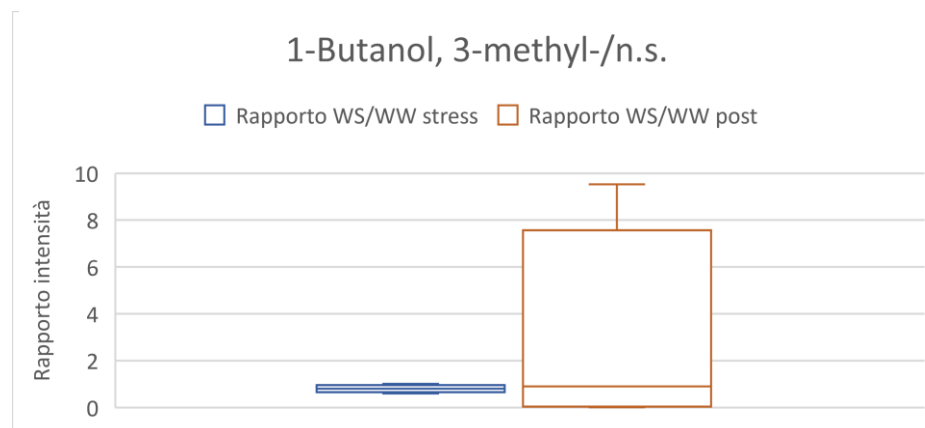 1-Butanol, 3-methyl-/n.s.
Rapporto WS/WW stress Rapporto WS/WW post
Rapporto intensità
10
8
6
4
2
0